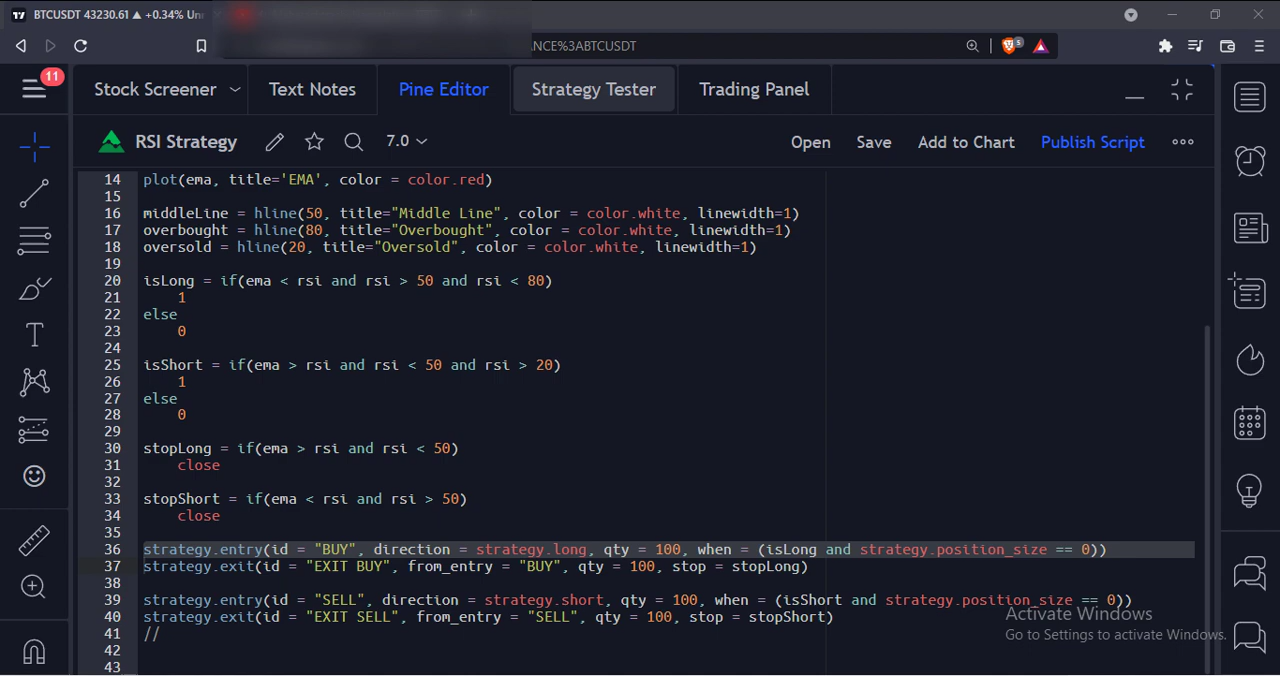 BTCUSDT 43230.61 ▲ +0.34% Un
NCE%3ABTCUSDT
5
11
Stock Screener
Text Notes
Pine Editor
Strategy Tester
Trading Panel
RSI Strategy
7.0
Open
Save
Add to Chart
Publish Script
14 plot(ema, title='EMA', color = color.red)
15
16 middleLine = hline(50, title="Middle Line", color = color.white, linewidth=1)
17 overbought = hline(80, title="Overbought", color = color.white, linewidth=1)
18 oversold = hline(20, title="Oversold", color = color.white, linewidth=1)
19
20 isLong = if(ema < rsi and rsi > 50 and rsi < 80)
21     1
22 else
23     0
24
25 isShort = if(ema > rsi and rsi < 50 and rsi > 20)
26     1
27 else
28     0
29
30 stopLong = if(ema > rsi and rsi < 50)
31     close
32
33 stopShort = if(ema < rsi and rsi > 50)
34     close
35
36 strategy.entry(id = "BUY", direction = strategy.long, qty = 100, when = (isLong and strategy.position_size == 0))
37 strategy.exit(id = "EXIT BUY", from_entry = "BUY", qty = 100, stop = stopLong)
38
39 strategy.entry(id = "SELL", direction = strategy.short, qty = 100, when = (isShort and strategy.position_size == 0))
40 strategy.exit(id = "EXIT SELL", from_entry = "SELL", qty = 100, stop = stopShort)
41 //
42
43
Activate Windows
Go to Settings to activate Windows.